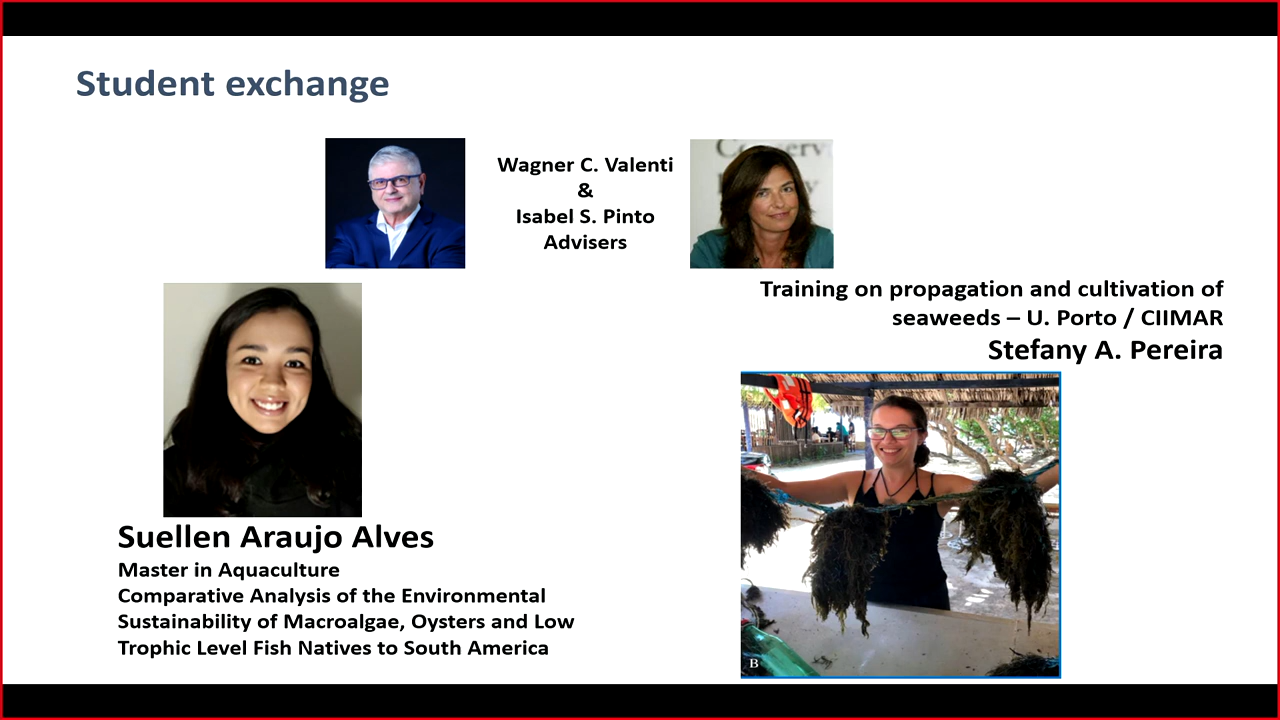 Student exchange
Wagner C. Valenti
&
Isabel S. Pinto
Advisers
Training on propagation and cultivation of
seaweeds – U. Porto / CIIMAR
Stefany A. Pereira
Suellen Araujo Alves
Master in Aquaculture
Comparative Analysis of the Environmental
Sustainability of Macroalgae, Oysters and Low
Trophic Level Fish Natives to South America
B